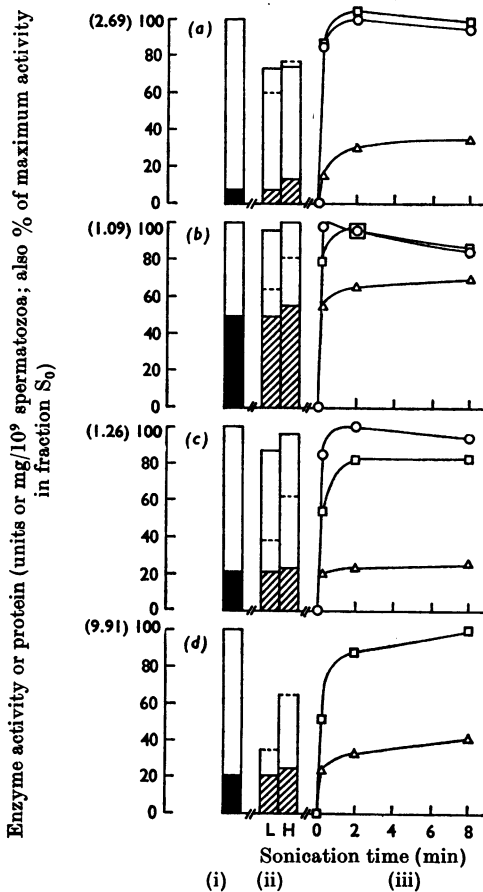 Enzyme activity or protein (units or mg/10⁹ spermatozoa; also % of maximum activity
in fraction S₀)
(2.69) 100 (a)
80
60
40
20
0
(1.09) 100 (b)
80
60
40
20
0
(1.26) 100 (c)
80
60
40
20
0
(9.91) 100 (d)
80
60
40
20
0
L H 0 2 4 6 8
Sonication time (min)
(i) (ii) (iii)